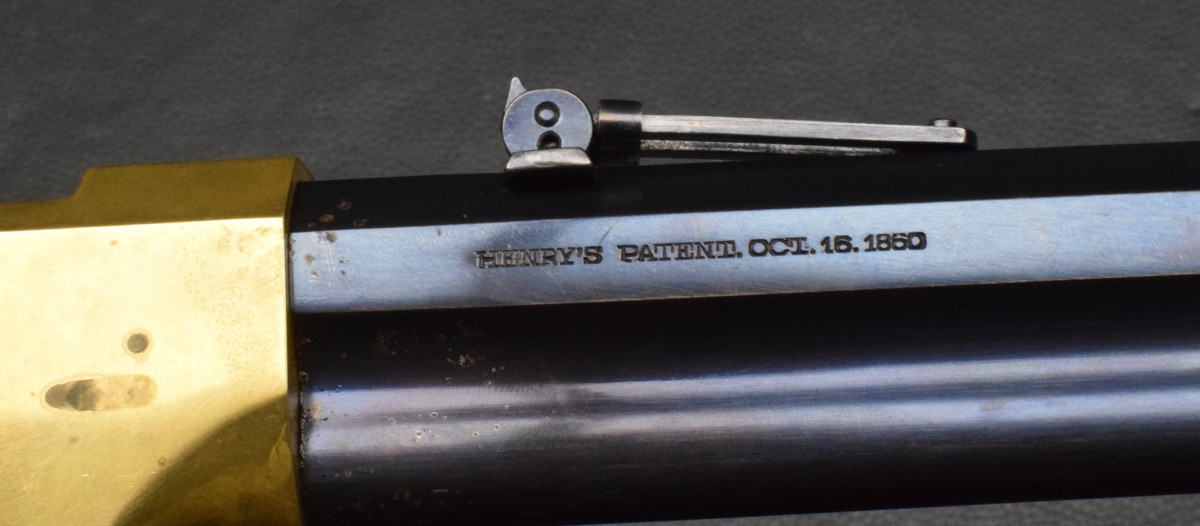 HENRY'S PATENT. OCT. 16. 1860